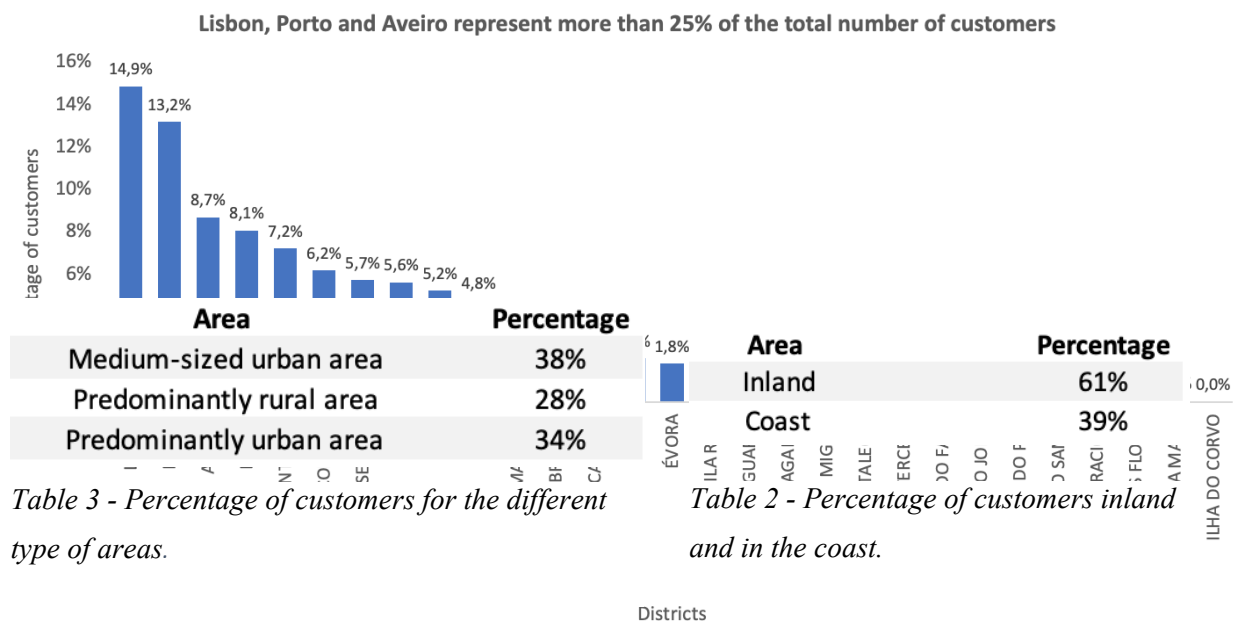 Lisbon, Porto and Aveiro represent more than 25% of the total number of customers
16%
14%
12%
10%
8%
6%
of customers
14,9%
13,2%
8,7%
8,1%
7,2%
6,2%
5,7%
5,6%
5,2%
4,8%
Area Percentage
Medium-sized urban area 38%
Predominantly rural area 28%
Predominantly urban area 34%
1,8%
Area Percentage
Inland 61%
Coast 39%
0,0%
ÉVORA
ILHA DO CORVO
Table 3 - Percentage of customers for the different
type of areas.
Table 2 - Percentage of customers inland
and in the coast.
Districts